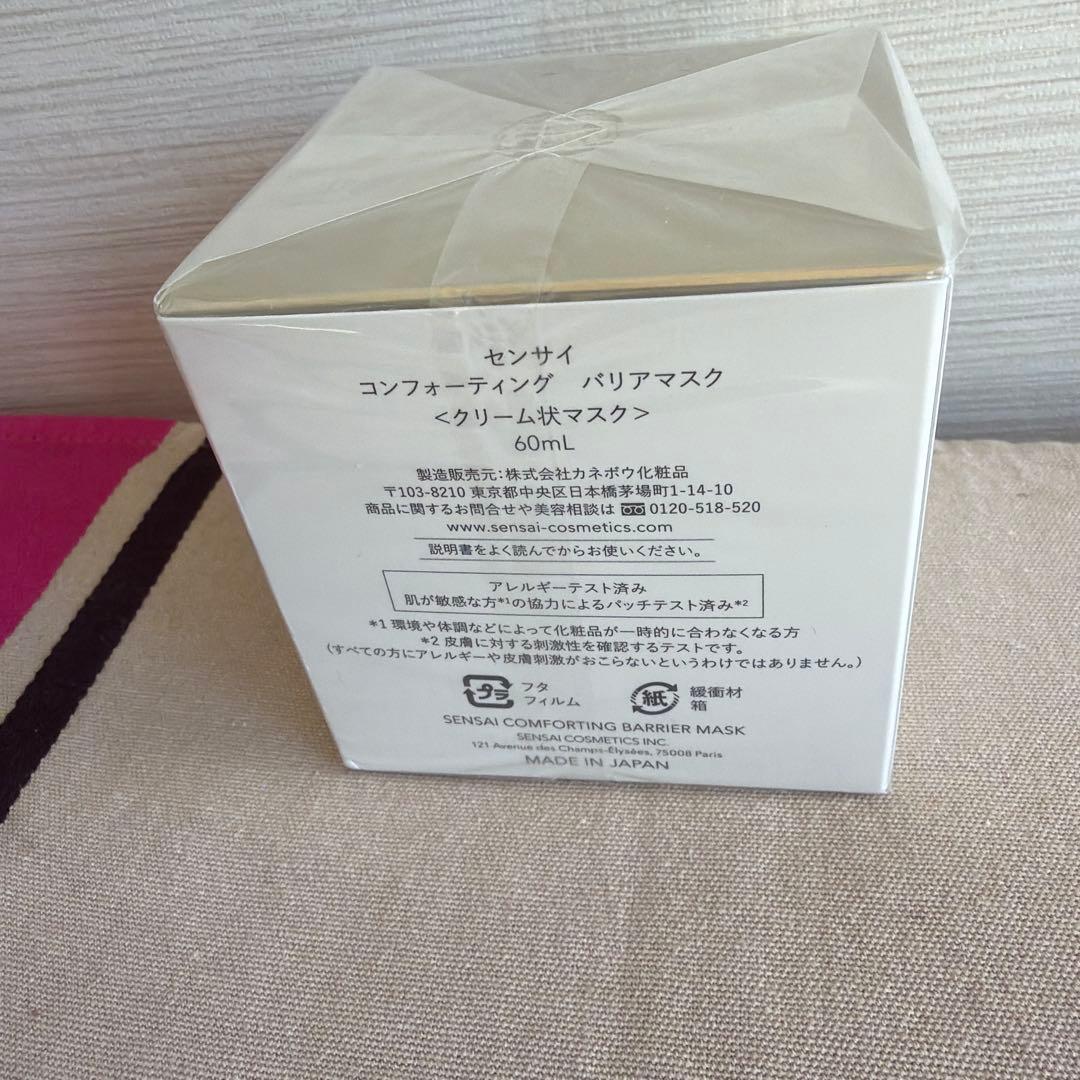 センサイ
コンフォーティング　バリアマスク
<クリーム状マスク>
60mL
製造販売元：株式会社カネボウ化粧品
〒103-8210 東京都中央区日本橋茅場町1-14-10
商品に関するお問合せや美容相談は 0120-518-520
www.sensai-cosmetics.com
説明書をよく読んでからお使いください。
アレルギーテスト済み
肌が敏感な方*1の協力によるパッチテスト済み*2
*1 環境や体調などによって化粧品が一時的に合わなくなる方
*2 皮膚に対する刺激性を確認するテストです。
(すべての方にアレルギーや皮膚刺激がおこらないというわけではありません。)
プラ フタ 紙 緩衝材
フィルム 箱
SENSAI COMFORTING BARRIER MASK
SENSAI COSMETICS INC.
121 Avenue des Champs-Élysées, 75008 Paris
MADE IN JAPAN